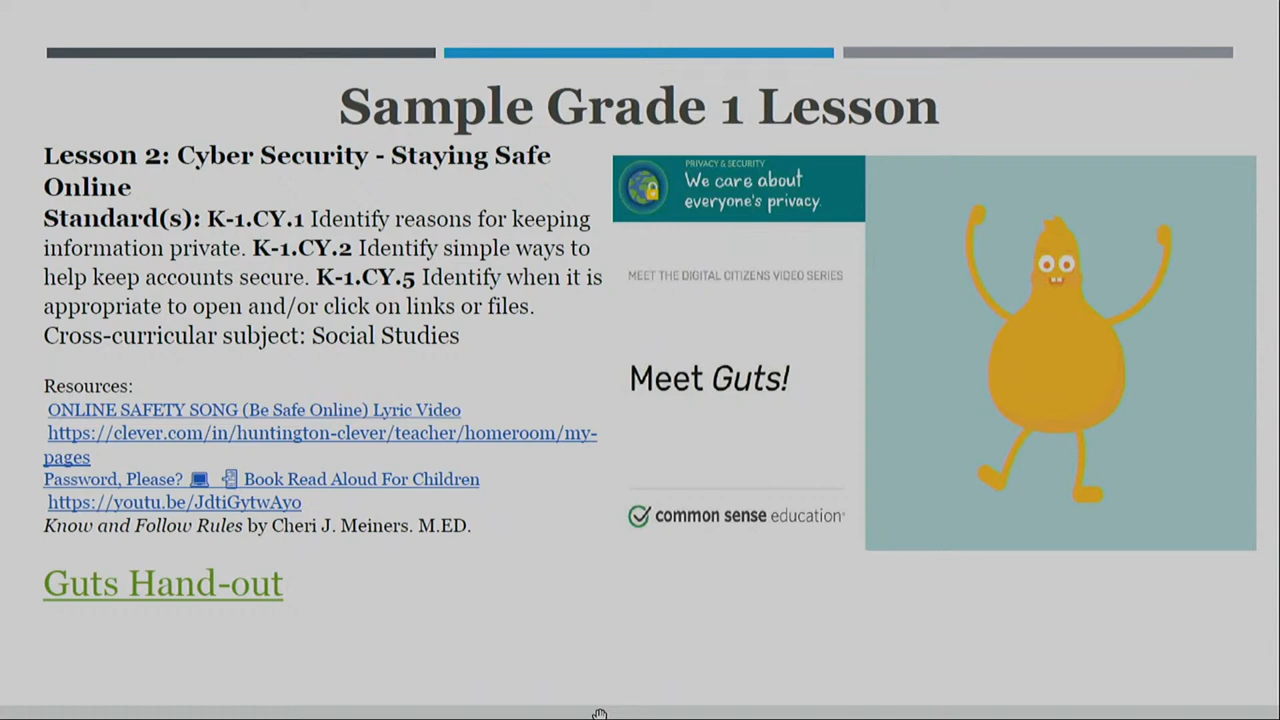 Sample Grade 1 Lesson
Lesson 2: Cyber Security - Staying Safe
Online
Standard(s): K-1.CY.1 Identify reasons for keeping
information private. K-1.CY.2 Identify simple ways to
help keep accounts secure. K-1.CY.5 Identify when it is
appropriate to open and/or click on links or files.
Cross-curricular subject: Social Studies
Resources:
ONLINE SAFETY SONG (Be Safe Online) Lyric Video
https://clever.com/in/huntington-clever/teacher/homeroom/my-
pages
Password, Please? 💻 🗐 Book Read Aloud For Children
https://youtu.be/JdtiGytwAyo
Know and Follow Rules by Cheri J. Meiners. M.ED.
Guts Hand-out
PRIVACY & SECURITY
We care about
everyone's privacy.
MEET THE DIGITAL CITIZENS VIDEO SERIES
Meet Guts!
common sense education®